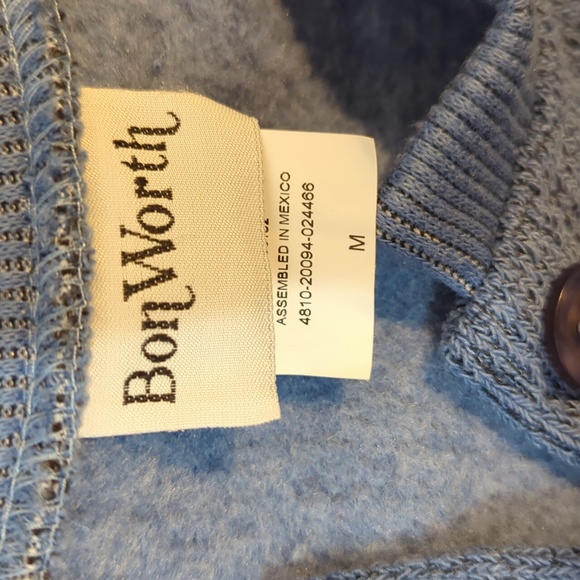 Bon Worth
ASSEMBLED IN MEXICO
4810-20094-024466
M